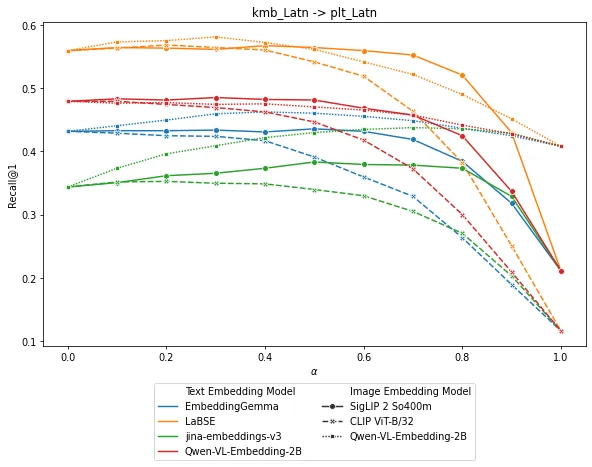 kmb_Latn -> plt_Latn
0.6
0.5
0.4
0.3
0.2
0.1
Recall@1
0.0 0.2 0.4 0.6 0.8 1.0
α
Text Embedding Model Image Embedding Model
EmbeddingGemma SigLIP 2 So400m
LaBSE CLIP ViT-B/32
jina-embeddings-v3 Qwen-VL-Embedding-2B
Qwen-VL-Embedding-2B